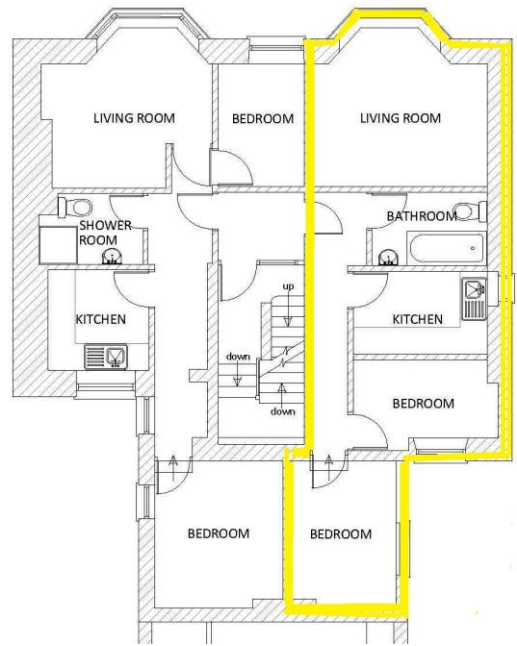 LIVING ROOM
BEDROOM
LIVING ROOM
SHOWER
ROOM
BATHROOM
up
KITCHEN
KITCHEN
down
down
BEDROOM
BEDROOM
BEDROOM